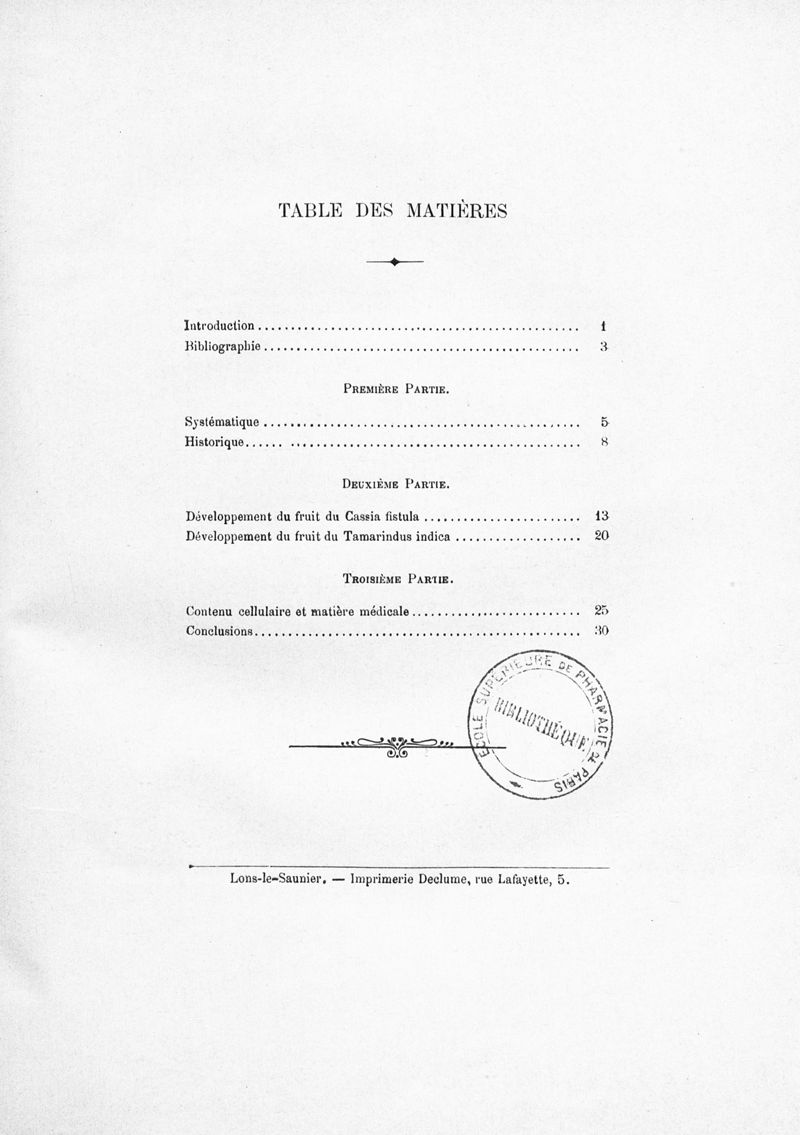 TABLE DES MATIÈRES
Introduction ................................................ 1
Bibliographie ................................................ 3
PREMIÈRE PARTIE.
Systématique ................................................ 5
Historique ................................................ 8
DEUXIÈME PARTIE.
Développement du fruit du Cassia fistula ........................ 13
Développement du fruit du Tamarindus indica ................... 20
TROISIÈME PARTIE.
Contenu cellulaire et matière médicale .......................... 25
Conclusions ................................................ 30
ÉCOLE SUPÉRIEURE DE PHARMACIE de PARIS
BIBLIOTHÈQUE
Lons-le-Saunier. — Imprimerie Declume, rue Lafayette, 5.